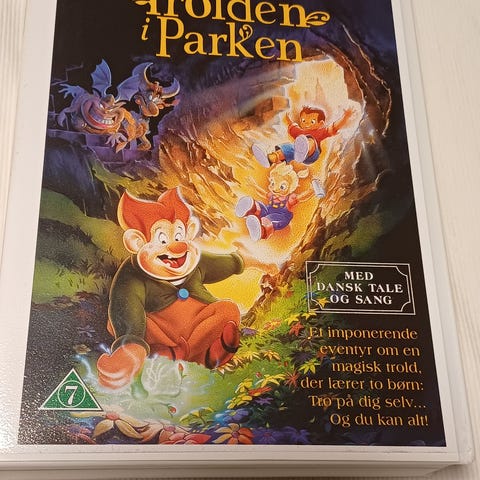 Trolden
i Parken
MED
DANSK TALE
OG SANG
Et imponerende
eventyr om en
magisk trold,
der lærer to børn:
Tro på dig selv...
Og du kan alt!
7